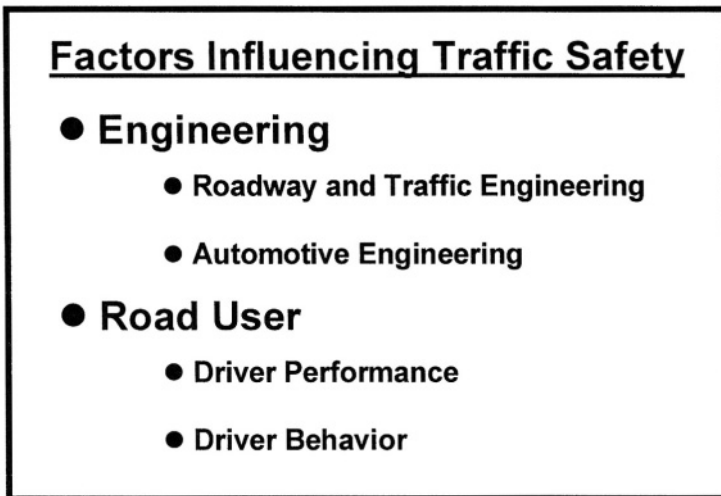 Factors Influencing Traffic Safety
● Engineering
● Roadway and Traffic Engineering
● Automotive Engineering
● Road User
● Driver Performance
● Driver Behavior